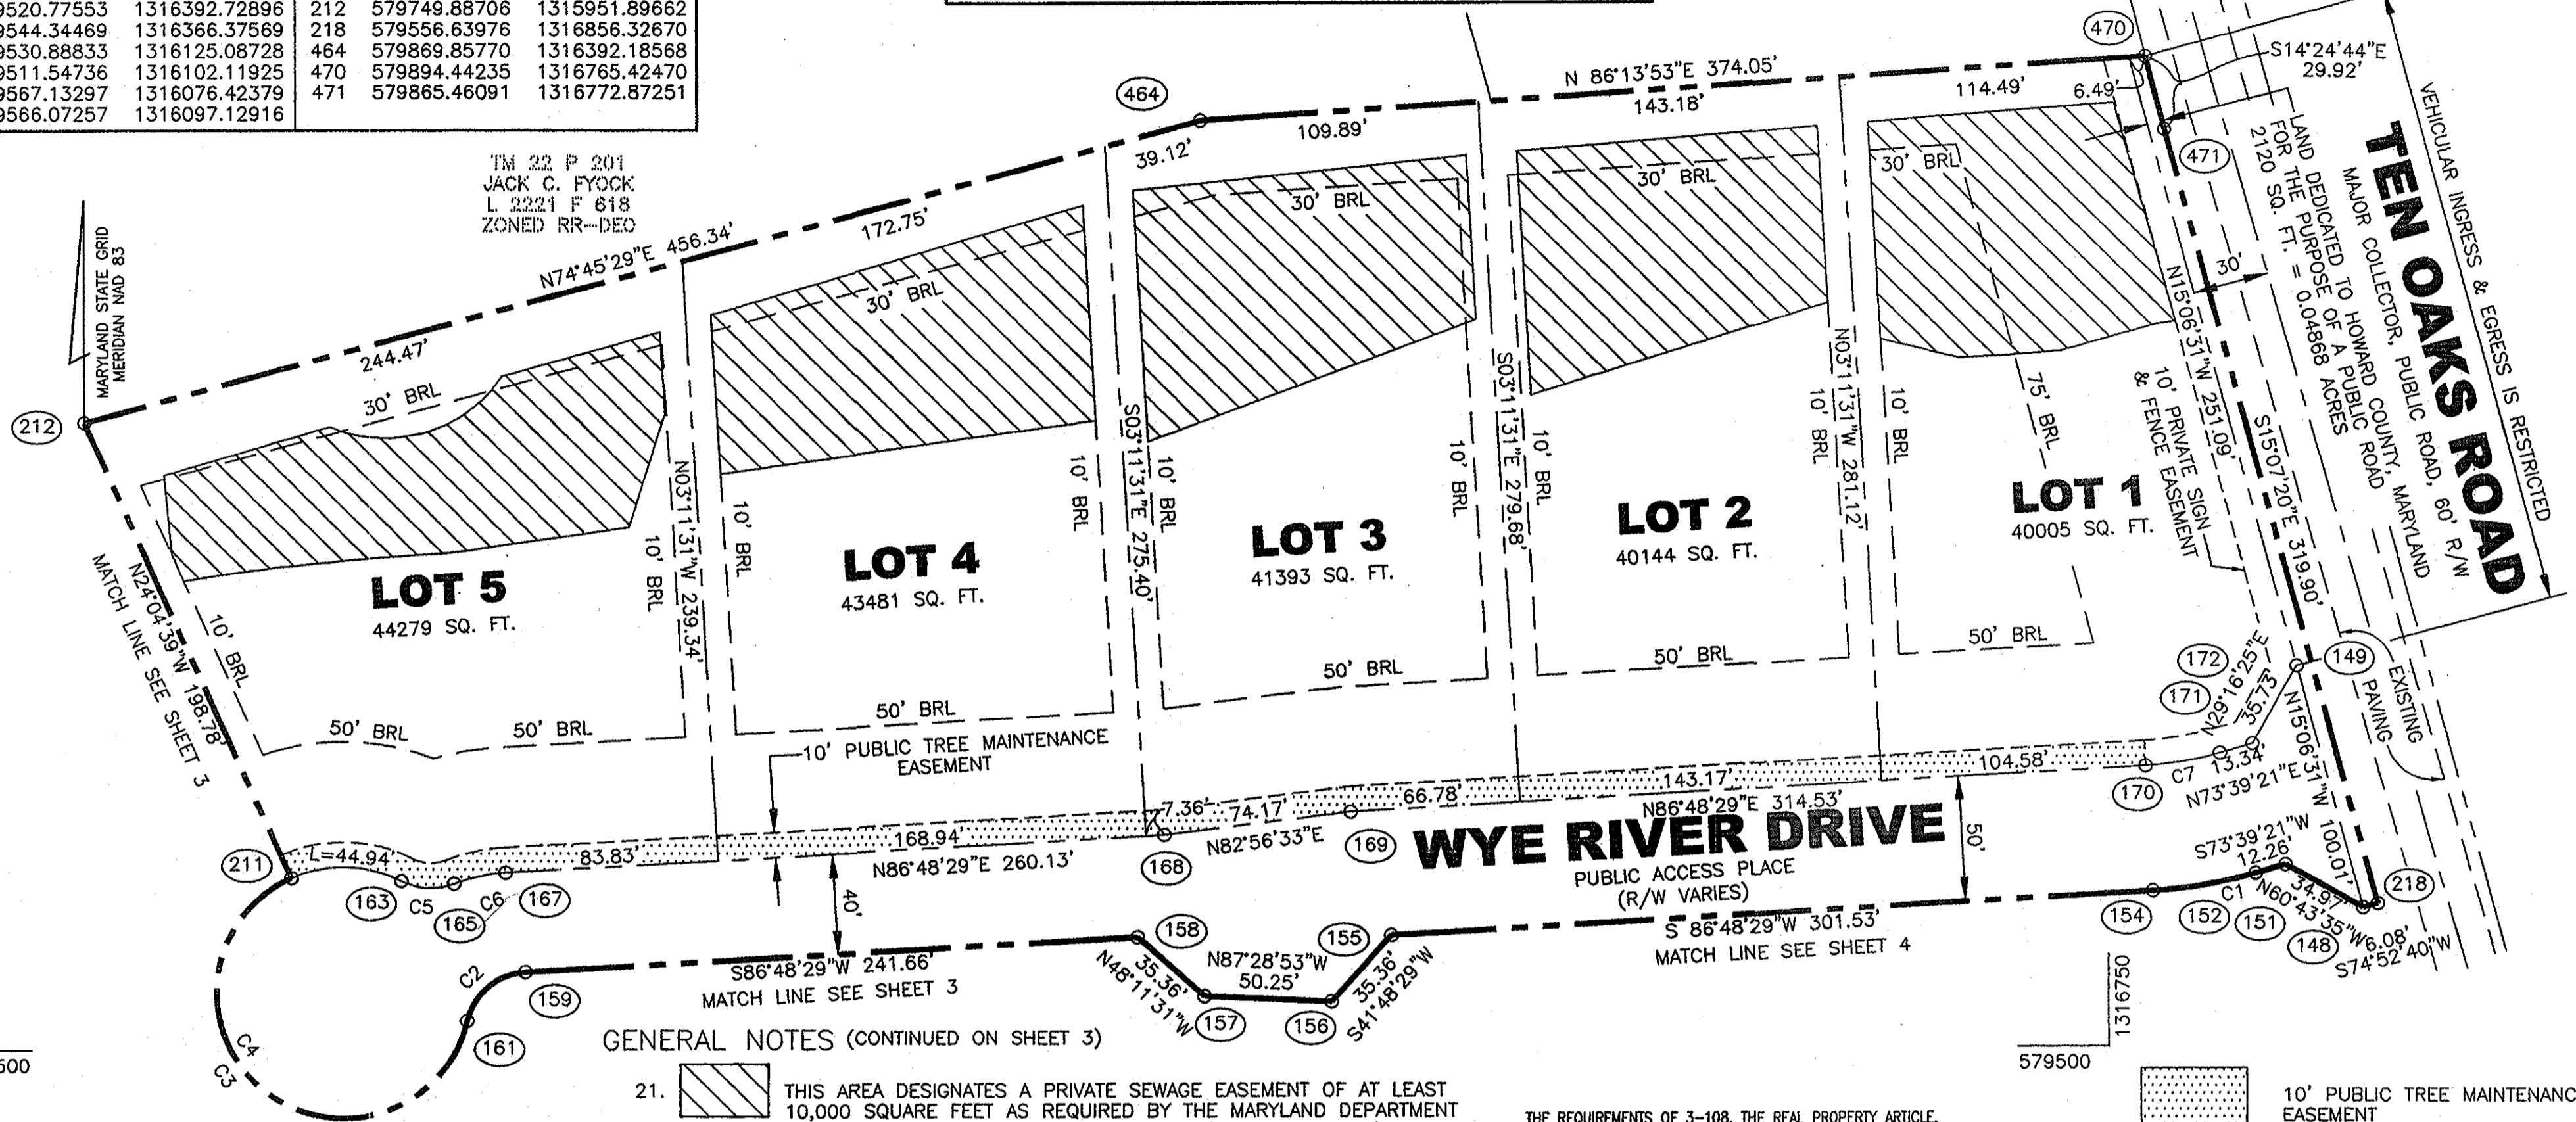 9520.77553 1316392.72896 212 579749.88706 1315951.89662
9544.34469 1316366.37569 218 579556.63976 1316856.32670
9530.88833 1316125.08728 464 579869.85770 1316392.18568
9511.54736 1316102.11925 470 579894.44235 1316765.42470
9567.13297 1316076.42379 471 579865.46091 1316772.87251
9566.07257 1316097.12916
TM 22 P 201
JACK C. FYOCK
L 2221 F 618
ZONED RR-DEO
MARYLAND STATE GRID
MERIDIAN NAD 83
212
464
470
471
N74°45'29"E 456.34'
244.47'
172.75'
39.12'
109.89'
N 86°13'53"E 374.05'
143.18'
114.49'
6.49'
S14°24'44"E
29.92'
VEHICULAR INGRESS & EGRESS IS RESTRICTED
TEN OAKS ROAD
MAJOR COLLECTOR, PUBLIC ROAD, 60' R/W
LAND DEDICATED TO HOWARD COUNTY, MARYLAND
FOR THE PURPOSE OF A PUBLIC ROAD
2120 SQ. FT. = 0.04868 ACRES
30'
30' BRL
30' BRL
30' BRL
30' BRL
30' BRL
75' BRL
N15°06'31"W 251.09'
S15°07'20"E 319.90'
10' PRIVATE SIGN
& FENCE EASEMENT
N24°04'39"W 198.78'
MATCH LINE SEE SHEET 3
10' BRL
LOT 5
44279 SQ. FT.
10' BRL
N03°11'31"W 239.34'
10' BRL
LOT 4
43481 SQ. FT.
10' BRL
S03°11'31"E 275.40'
10' BRL
LOT 3
41393 SQ. FT.
10' BRL
S03°11'31"E 279.68'
10' BRL
LOT 2
40144 SQ. FT.
10' BRL
N03°11'31"W 281.12'
10' BRL
LOT 1
40005 SQ. FT.
50' BRL
50' BRL
50' BRL
50' BRL
50' BRL
50' BRL
10' PUBLIC TREE MAINTENANCE
EASEMENT
172
171
149
N29°16'25"E
35.73'
EXISTING
PAVING
N15°06'31"W 100.01'
211
L=44.94'
163
C5
165
C6
167
83.83'
168.94'
N86°48'29"E 260.13'
7.36'
168
74.17'
N82°56'33"E
169
66.78'
143.17'
N86°48'29"E 314.53'
104.58'
170
C7
13.34'
N73°39'21"E
WYE RIVER DRIVE
PUBLIC ACCESS PLACE
(R/W VARIES)
40'
50'
S73°39'21"W
12.26'
C1
34.97'
N60°43'35"W
6.08'
S74°52'40"W
218
154
152
151
148
C2
159
161
C4
C3
S86°48'29"W 241.66'
MATCH LINE SEE SHEET 3
158
35.36'
N48°11'31"W
157
N87°28'53"W
50.25'
156
155
35.36'
S41°48'29"W
S 86°48'29"W 301.53'
MATCH LINE SEE SHEET 4
1316750
579500
500
GENERAL NOTES (CONTINUED ON SHEET 3)
21. THIS AREA DESIGNATES A PRIVATE SEWAGE EASEMENT OF AT LEAST
10,000 SQUARE FEET AS REQUIRED BY THE MARYLAND DEPARTMENT
THE REQUIREMENTS OF 3-108, THE REAL PROPERTY ARTICLE,
10' PUBLIC TREE MAINTENANC
EASEMENT